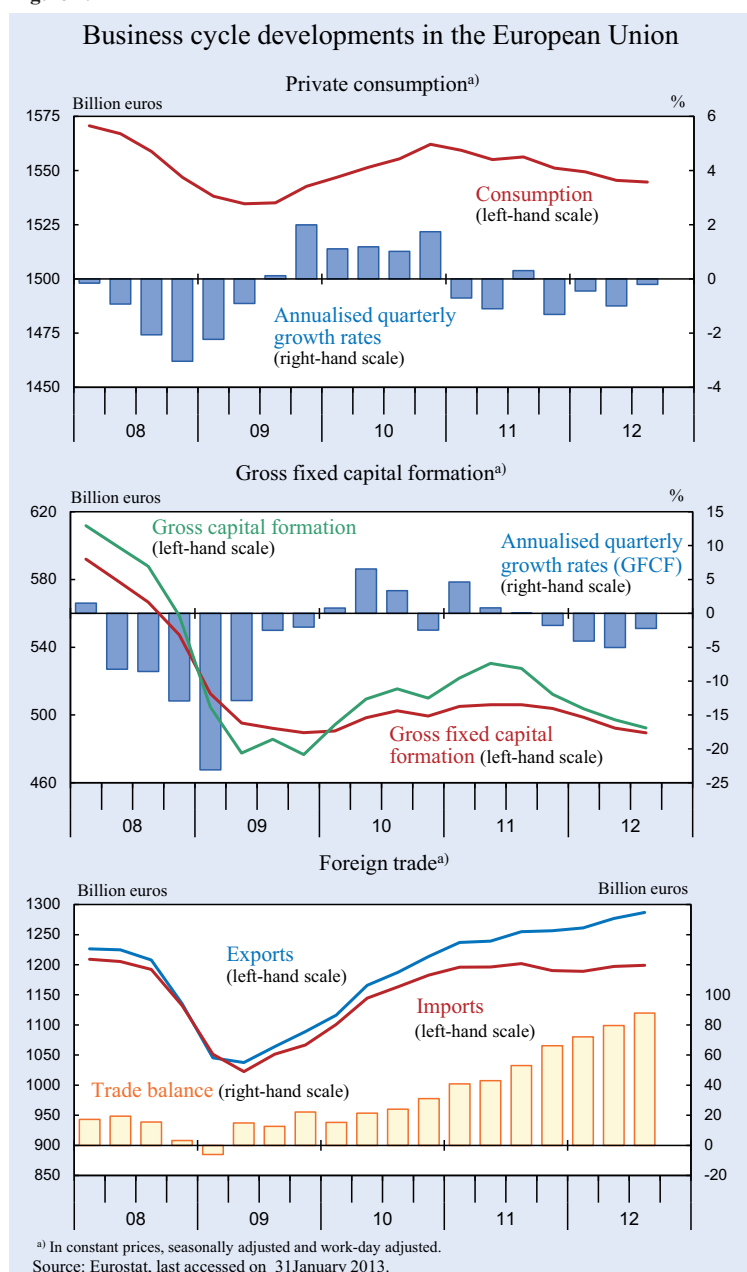 Business cycle developments in the European Union
Private consumption a)
Billion euros %
1575 6
1550 4
1525 2
1500 0
1475 -2
1450 -4
Consumption
(left-hand scale)
Annualised quarterly
growth rates
(right-hand scale)
08 09 10 11 12
Gross fixed capital formation a)
Billion euros %
620 15
10
580 5
0
540 -5
-10
500 -15
-20
460 -25
Gross capital formation
(left-hand scale)
Annualised quarterly
growth rates (GFCF)
(right-hand scale)
Gross fixed capital
formation (left-hand scale)
08 09 10 11 12
Foreign trade a)
Billion euros Billion euros
1300
1250
1200
1150 100
1100 80
1050 60
1000 40
950 20
900 0
850 -20
Exports
(left-hand scale)
Imports
(left-hand scale)
Trade balance (right-hand scale)
08 09 10 11 12
a) In constant prices, seasonally adjusted and work-day adjusted.
Source: Eurostat, last accessed on 31January 2013.